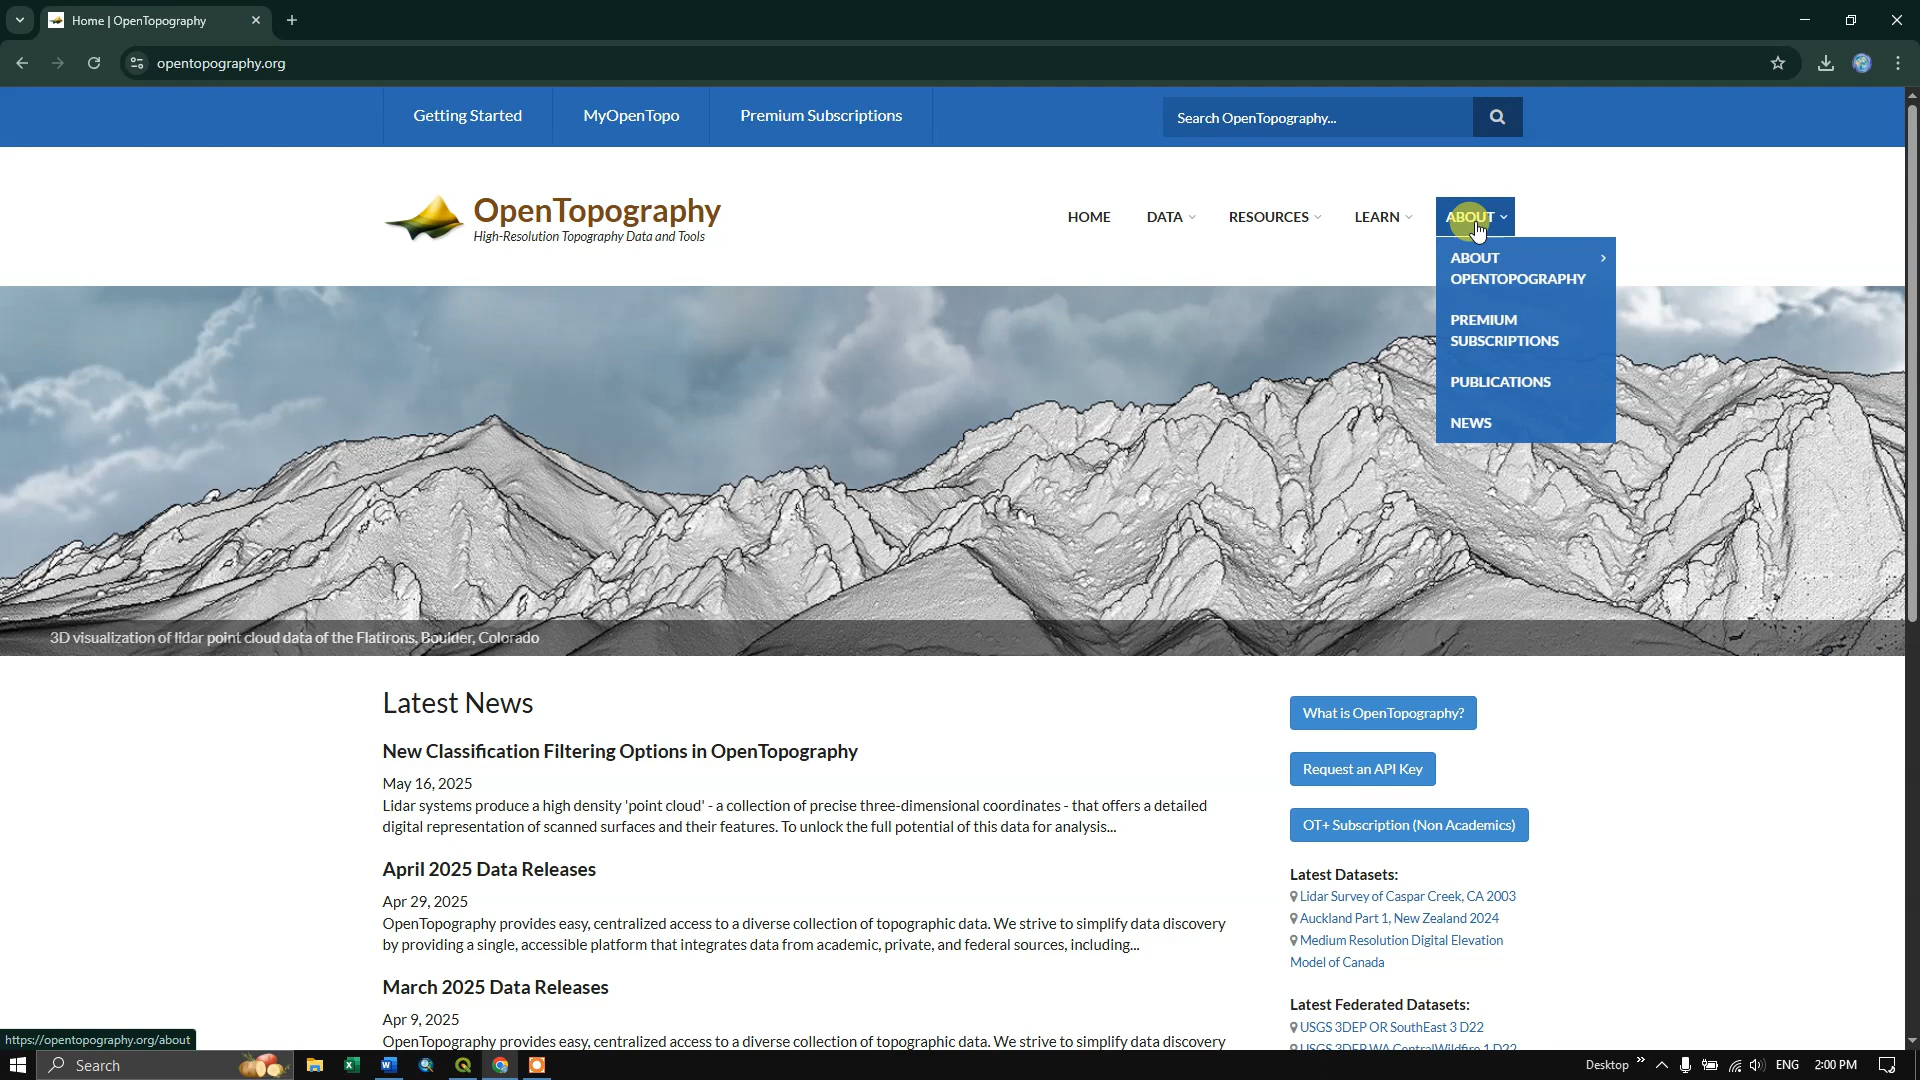 Home | OpenTopography
opentopography.org
Getting Started
MyOpenTopo
Premium Subscriptions
Search OpenTopography...
OpenTopography
High-Resolution Topography Data and Tools
HOME
DATA
RESOURCES
LEARN
ABOUT
ABOUT
OPENTOPOGRAPHY
PREMIUM
SUBSCRIPTIONS
PUBLICATIONS
NEWS
3D visualization of lidar point cloud data of the Flatirons, Boulder, Colorado
Latest News
New Classification Filtering Options in OpenTopography
May 16, 2025
Lidar systems produce a high density 'point cloud' - a collection of precise three-dimensional coordinates - that offers a detailed
digital representation of scanned surfaces and their features. To unlock the full potential of this data for analysis...
April 2025 Data Releases
Apr 29, 2025
OpenTopography provides easy, centralized access to a diverse collection of topographic data. We strive to simplify data discovery
by providing a single, accessible platform that integrates data from academic, private, and federal sources, including...
March 2025 Data Releases
Apr 9, 2025
OpenTopography provides easy, centralized access to a diverse collection of topographic data. We strive to simplify data discovery
What is OpenTopography?
Request an API Key
OT+ Subscription (Non Academics)
Latest Datasets:
Lidar Survey of Caspar Creek, CA 2003
Auckland Part 1, New Zealand 2024
Medium Resolution Digital Elevation
Model of Canada
Latest Federated Datasets:
USGS 3DEP OR SouthEast 3 D22
USGS 3DEP WA CentralWildfire 1 D22
https://opentopography.org/about
Search
Desktop
ENG
2:00 PM